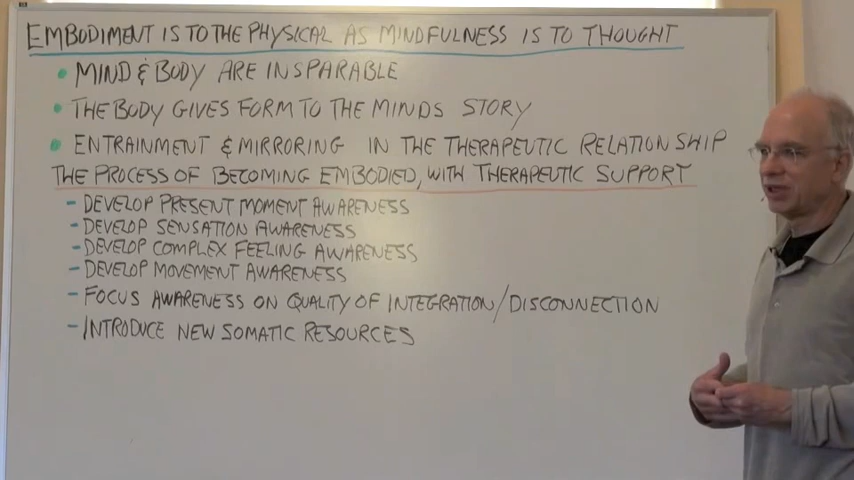 EMBODIMENT IS TO THE PHYSICAL AS MINDFULNESS IS TO THOUGHT
• MIND & BODY ARE INSPARABLE
• THE BODY GIVES FORM TO THE MINDS STORY
• ENTRAINMENT & MIRRORING IN THE THERAPEUTIC RELATIONSHIP
THE PROCESS OF BECOMING EMBODIED, WITH THERAPEUTIC SUPPORT
- DEVELOP PRESENT MOMENT AWARENESS
- DEVELOP SENSATION AWARENESS
- DEVELOP COMPLEX FEELING AWARENESS
- DEVELOP MOVEMENT AWARENESS
- FOCUS AWARENESS ON QUALITY OF INTEGRATION/DISCONNECTION
- INTRODUCE NEW SOMATIC RESOURCES